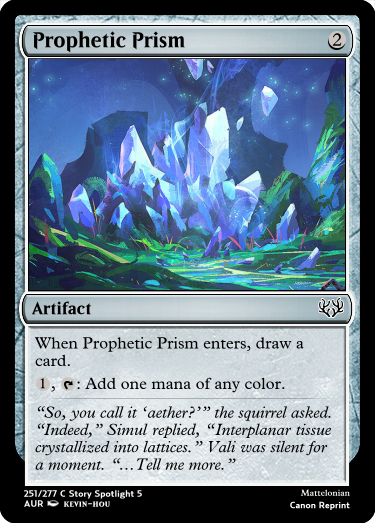 Prophetic Prism 2
Artifact
When Prophetic Prism enters, draw a
card.
1, : Add one mana of any color.
“So, you call it ‘aether?’” the squirrel asked.
“Indeed,” Simul replied, “Interplanar tissue
crystallized into lattices.” Vali was silent for
a moment. “…Tell me more.”
251/277 C Story Spotlight 5 Mattelonian
AUR KEVIN-HOU Canon Reprint